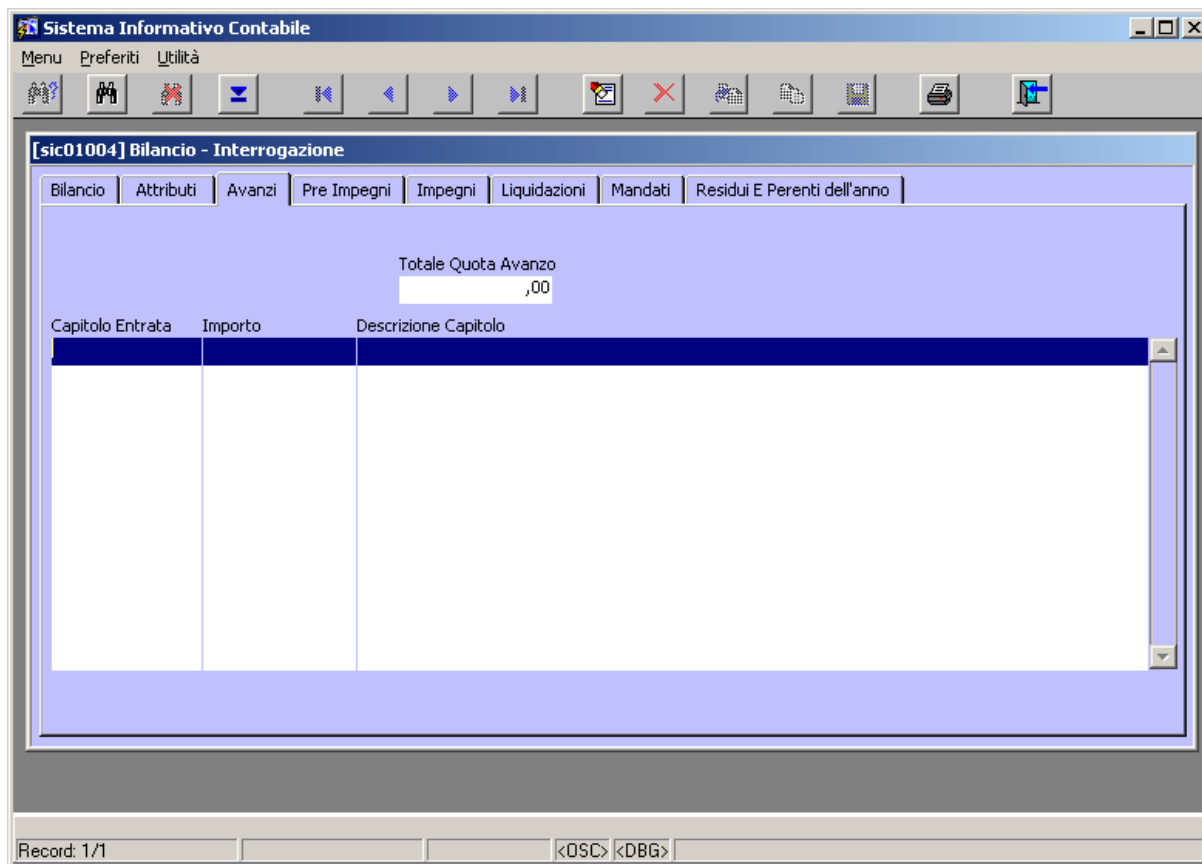 Sistema Informativo Contabile
Menu Preferiti Utilità
[sic01004] Bilancio - Interrogazione
Bilancio Attributi Avanzi Pre Impegni Impegni Liquidazioni Mandati Residui E Perenti dell'anno
Totale Quota Avanzo
,00
Capitolo Entrata Importo Descrizione Capitolo
Record: 1/1 <OSC> <DBG>